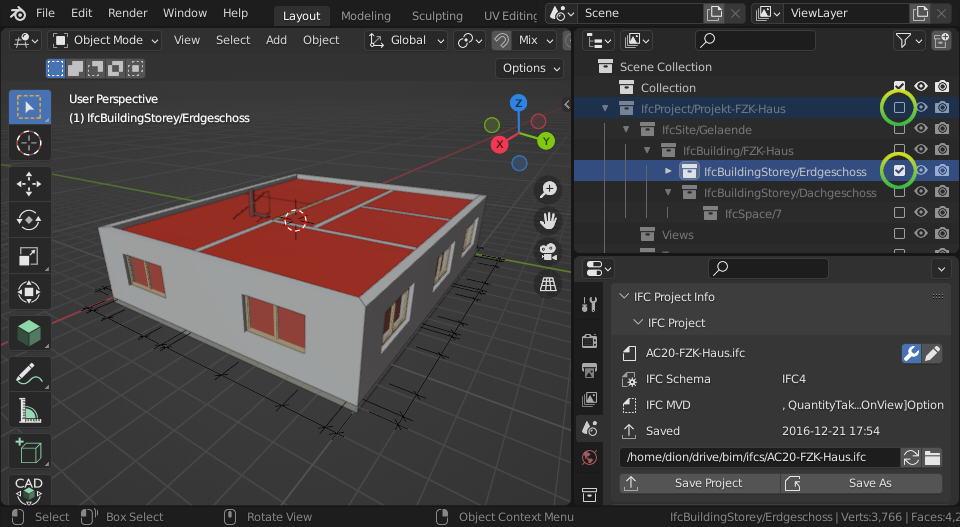 File Edit Render Window Help Layout Modeling Sculpting UV Editing Scene ViewLayer
Object Mode View Select Add Object Global Mix
Options
User Perspective
(1) IfcBuildingStorey/Erdgeschoss
Z
Y
X
CAD
Scene Collection
Collection
IfcProject/Projekt-FZK-Haus
IfcSite/Gelaende
IfcBuilding/FZK-Haus
IfcBuildingStorey/Erdgeschoss
IfcBuildingStorey/Dachgeschoss
IfcSpace/7
Views
IFC Project Info
IFC Project
AC20-FZK-Haus.ifc
IFC Schema IFC4
IFC MVD , QuantityTak...OnView]Option
Saved 2016-12-21 17:54
/home/dion/drive/bim/ifcs/AC20-FZK-Haus.ifc
Save Project Save As
Select Box Select Rotate View Object Context Menu IfcBuildingStorey/Erdgeschoss | Verts:3,766 | Faces:4,2